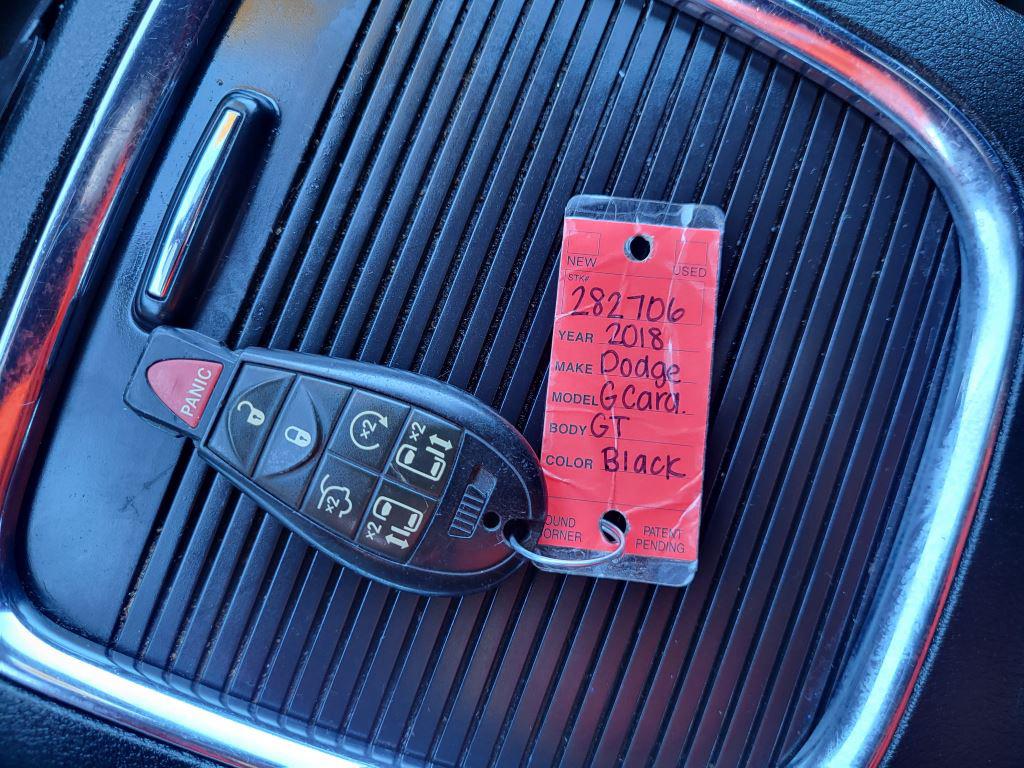 PANIC
x2
x2
x2
x2
NEW USED
STK#
282706
YEAR 2018
MAKE Dodge
MODEL G Cara.
BODY GT
COLOR Black
OUND PATENT
ORNER PENDING